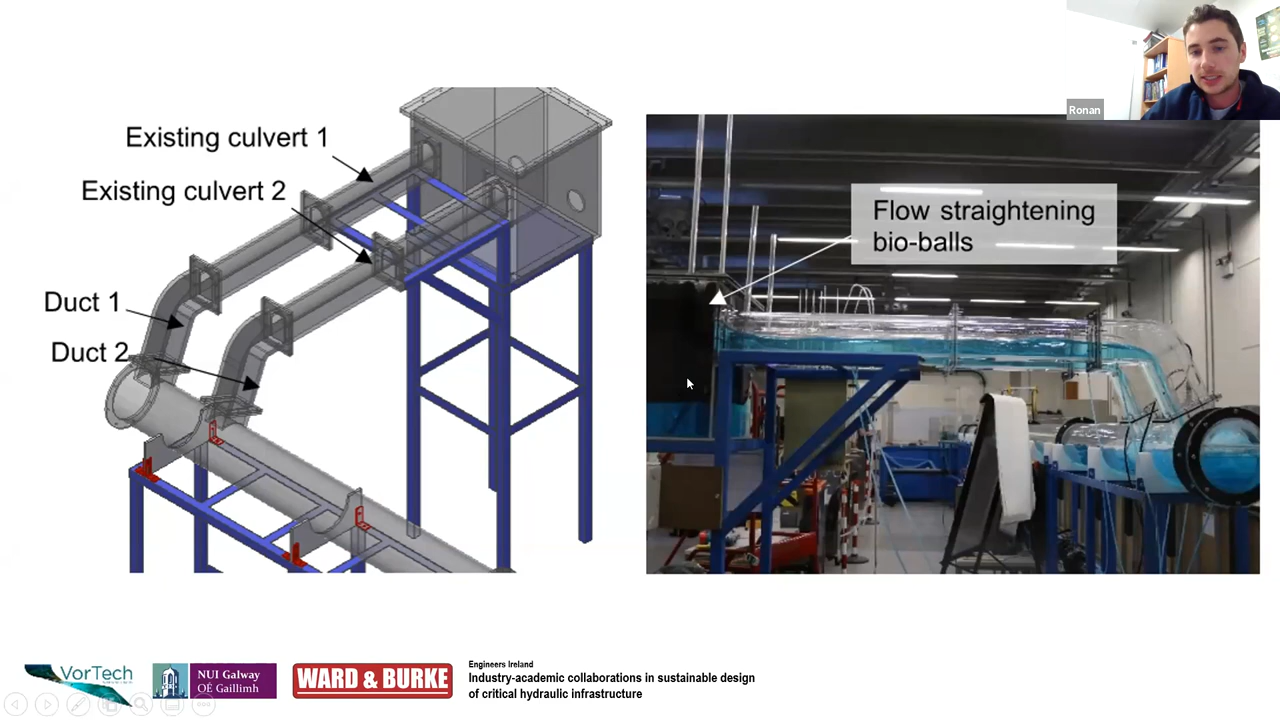 Ronan
Existing culvert 1
Existing culvert 2
Duct 1
Duct 2
Flow straightening
bio-balls
VorTech
NUI Galway
OÉ Gaillimh
WARD & BURKE
Engineers Ireland
Industry-academic collaborations in sustainable design
of critical hydraulic infrastructure